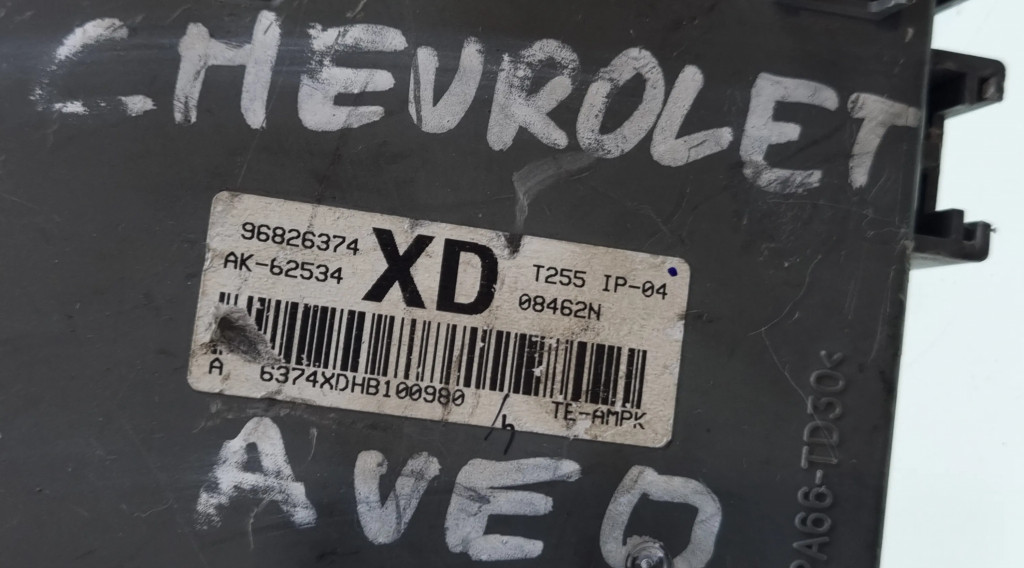 CHEVROLET
96826374
AK-62534
XD
T255 IP-04
08462N
A 6374XDHB100980
TE-AMPK
AVEO
PA66-TD30<